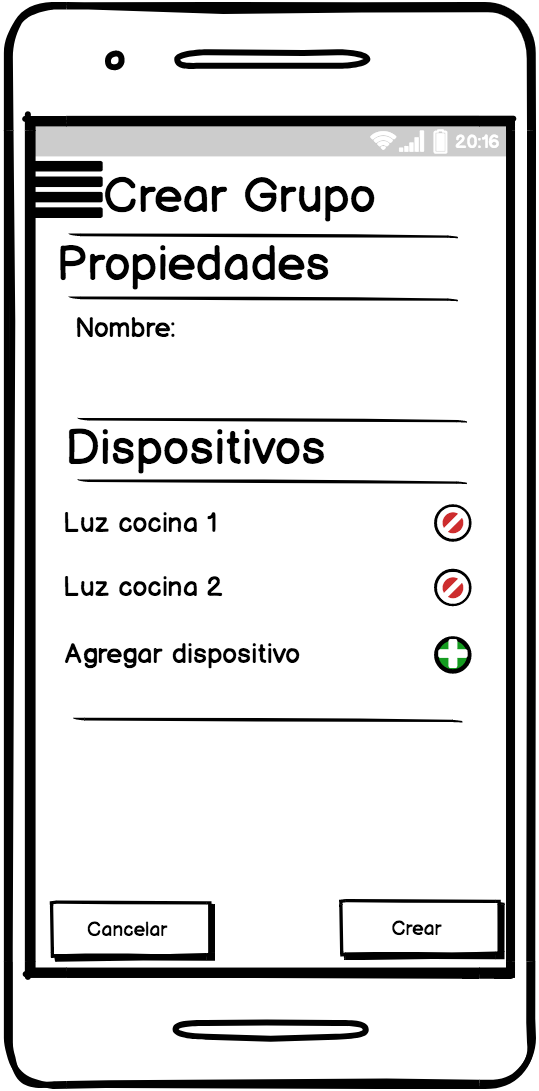 20:16
Crear Grupo
Propiedades
Nombre:
Dispositivos
Luz cocina 1
Luz cocina 2
Agregar dispositivo
Cancelar
Crear